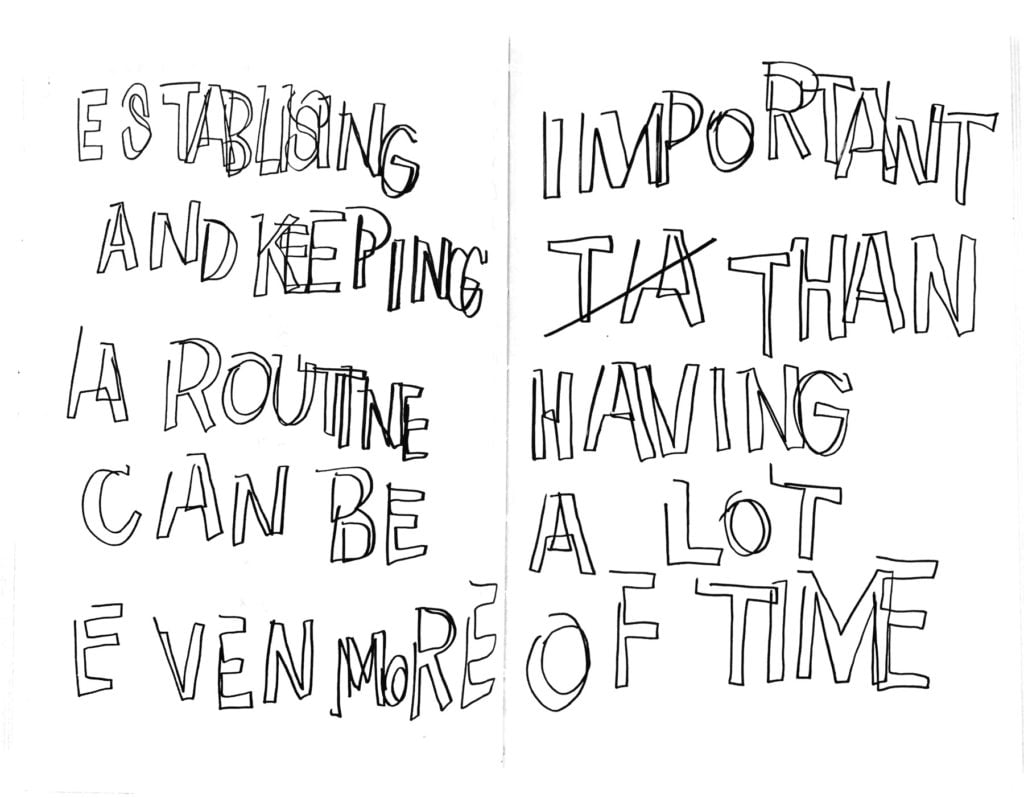 ESTABLISING
AND KEEPING
A ROUTINE
CAN BE
EVEN MORE
IMPORTANT
TA THAN
HAVING
A LOT
OF TIME